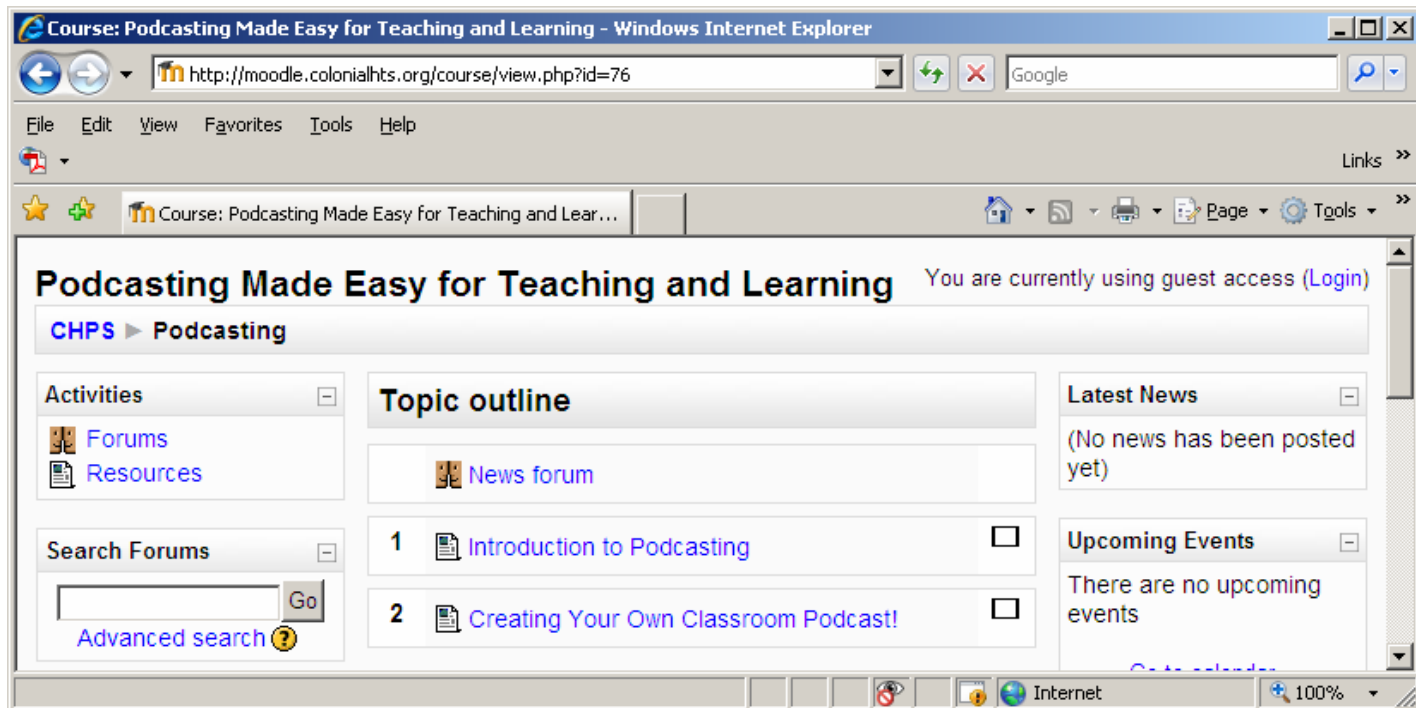 Course: Podcasting Made Easy for Teaching and Learning - Windows Internet Explorer
http://moodle.colonialhts.org/course/view.php?id=76
Google
File Edit View Favorites Tools Help
Links »
Course: Podcasting Made Easy for Teaching and Lear...
Page Tools »
Podcasting Made Easy for Teaching and Learning
You are currently using guest access (Login)
CHPS ► Podcasting
Activities
Forums
Resources
Search Forums
Go
Advanced search ?
Topic outline
News forum
1 Introduction to Podcasting
2 Creating Your Own Classroom Podcast!
Latest News
(No news has been posted
yet)
Upcoming Events
There are no upcoming
events
Go to calendar
Internet
100%